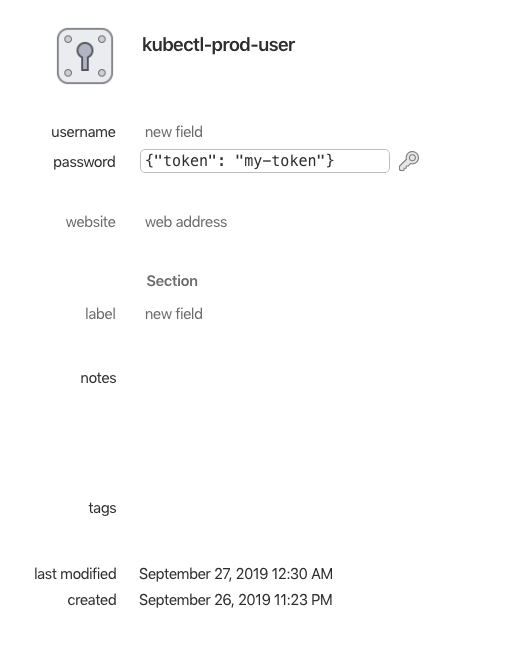 kubectl-prod-user
username new field
password {"token": "my-token"}
website web address
Section
label new field
notes
tags
last modified September 27, 2019 12:30 AM
created September 26, 2019 11:23 PM